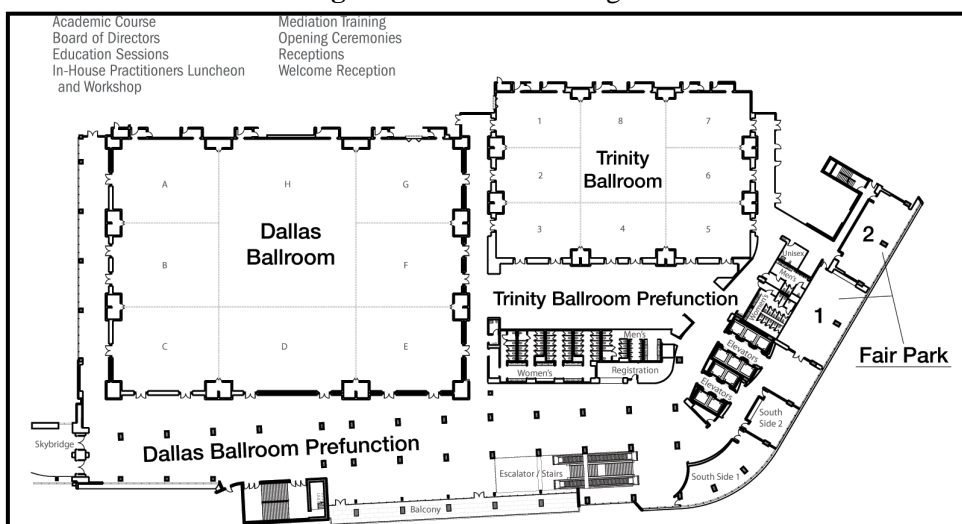 Academic Course
Board of Directors
Education Sessions
In-House Practitioners Luncheon
and Workshop
Mediation Training
Opening Ceremonies
Receptions
Welcome Reception
1
8
7
2
Trinity
Ballroom
6
3
4
5
A
H
G
Dallas
Ballroom
B
F
C
D
E
2
Unisex
Men's
Women's
1
Fair Park
Trinity Ballroom Prefunction
Men's
Women's
Registration
Elevators
Elevators
South
Side 2
South Side 1
Skybridge
Dallas Ballroom Prefunction
Escalator / Stairs
Balcony